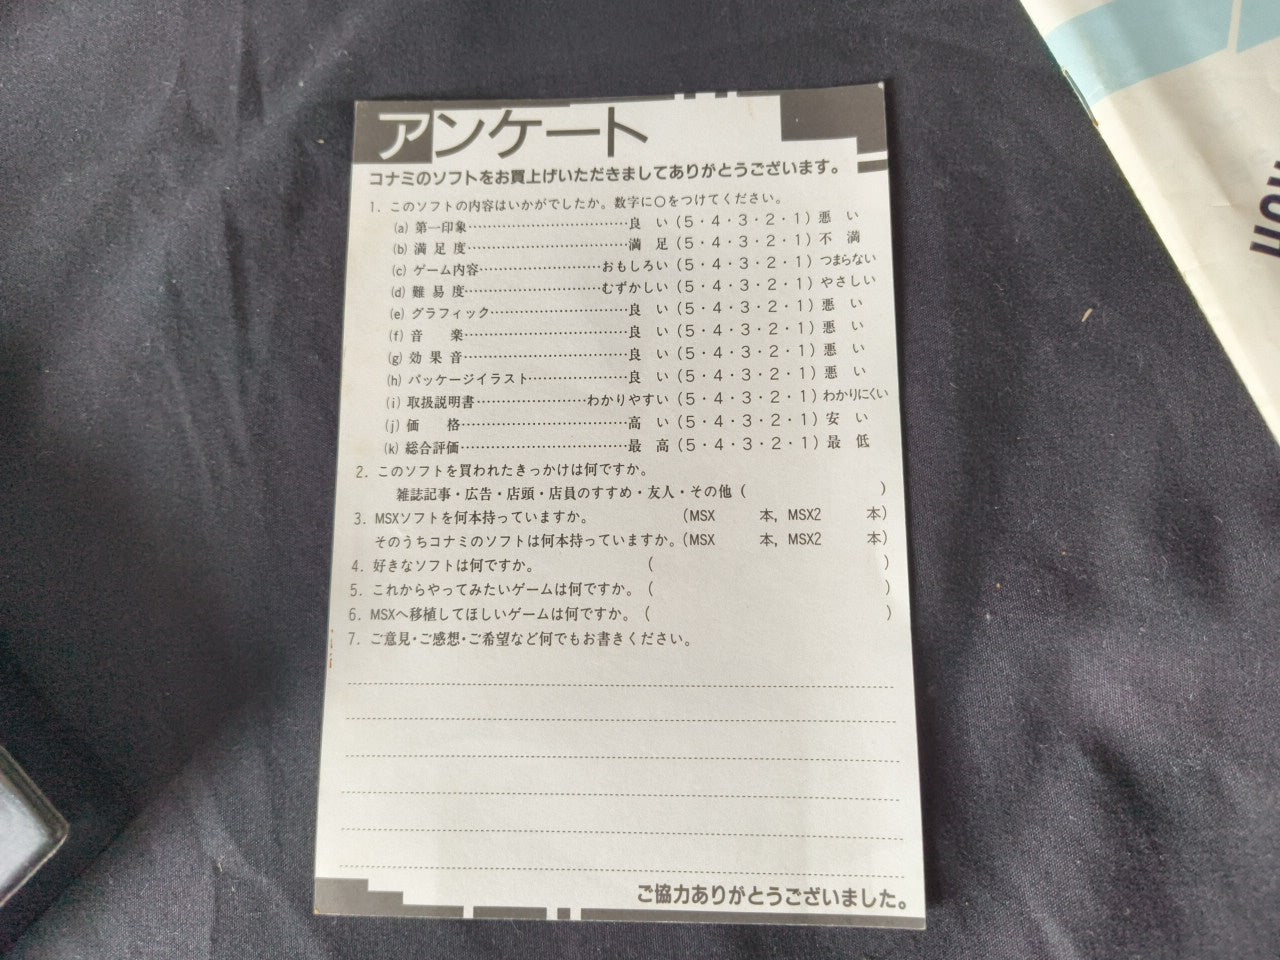 アンケート
コナミのソフトをお買上げいただきましてありがとうございます。
1. このソフトの内容はいかがでしたか。数字に○をつけてください。
(a) 第一印象…………………………良 い (5・4・3・2・1) 悪 い
(b) 満 足 度…………………………満 足 (5・4・3・2・1) 不 満
(c) ゲーム内容……………………おもしろい (5・4・3・2・1) つまらない
(d) 難 易 度………………………むずかしい (5・4・3・2・1) やさしい
(e) グラフィック………………………良 い (5・4・3・2・1) 悪 い
(f) 音 楽…………………………良 い (5・4・3・2・1) 悪 い
(g) 効 果 音…………………………良 い (5・4・3・2・1) 悪 い
(h) パッケージイラスト…………………良 い (5・4・3・2・1) 悪 い
(i) 取扱説明書…………………わかりやすい (5・4・3・2・1) わかりにくい
(j) 価 格…………………………高 い (5・4・3・2・1) 安 い
(k) 総合評価…………………………最 高 (5・4・3・2・1) 最 低
2. このソフトを買われたきっかけは何ですか。
雑誌記事・広告・店頭・店員のすすめ・友人・その他 ( )
3. MSXソフトを何本持っていますか。 (MSX 本, MSX2 本)
そのうちコナミのソフトは何本持っていますか。(MSX 本, MSX2 本)
4. 好きなソフトは何ですか。 ( )
5. これからやってみたいゲームは何ですか。 ( )
6. MSXへ移植してほしいゲームは何ですか。 ( )
7. ご意見・ご感想・ご希望など何でもお書きください。
ご協力ありがとうございました。